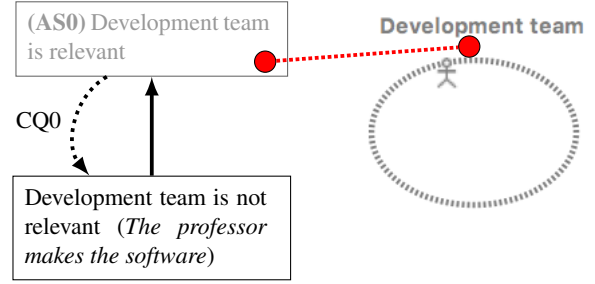 (AS0) Development team
is relevant
Development team
CQ0
Development team is not
relevant (The professor
makes the software)